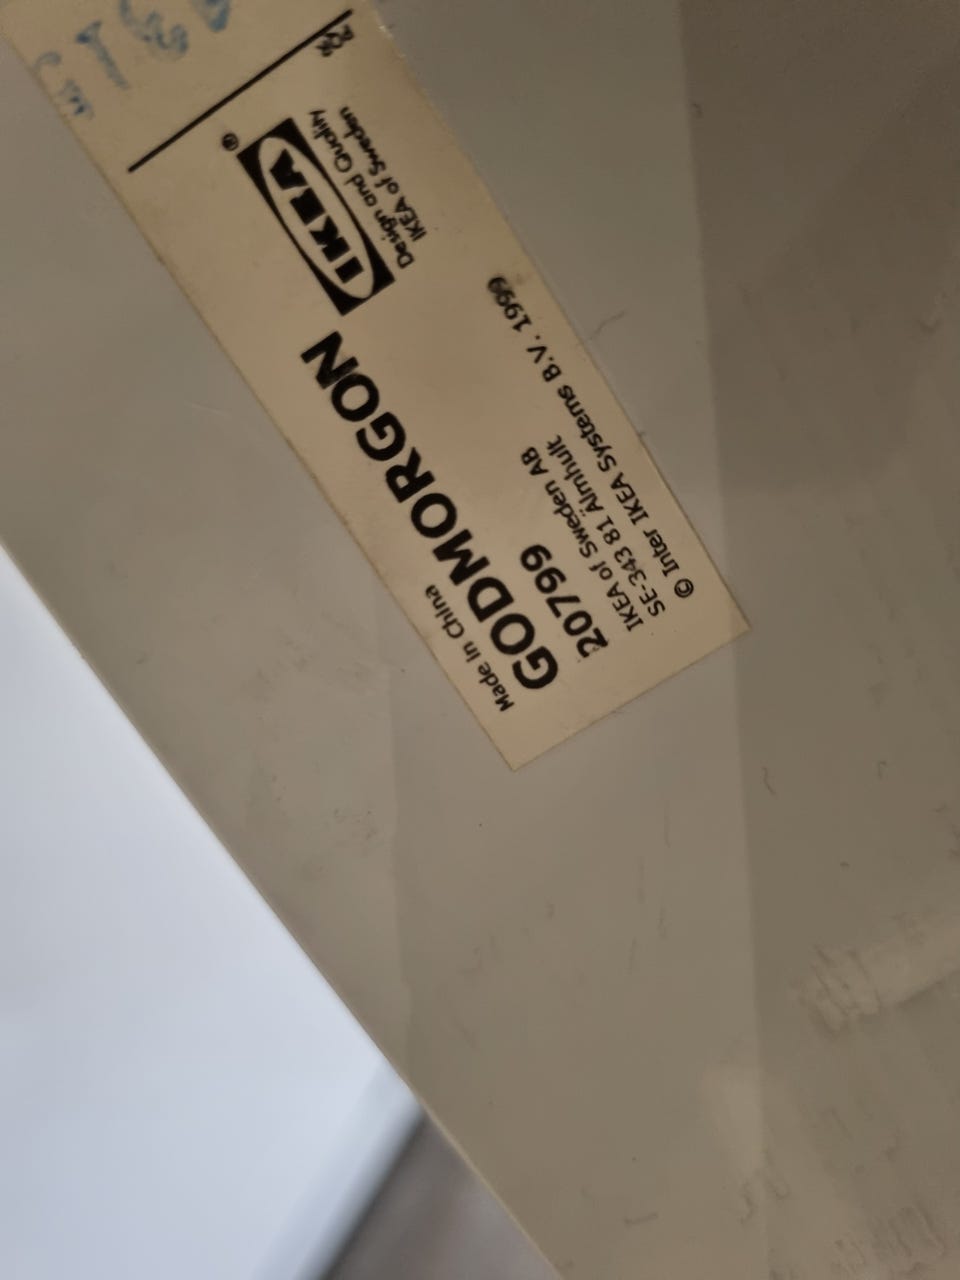 Made in China
GODMORGON
20799
IKEA of Sweden AB
SE-343 81 Älmhult
© Inter IKEA Systems B.V. 1999
IKEA®
Design and Quality
IKEA of Sweden